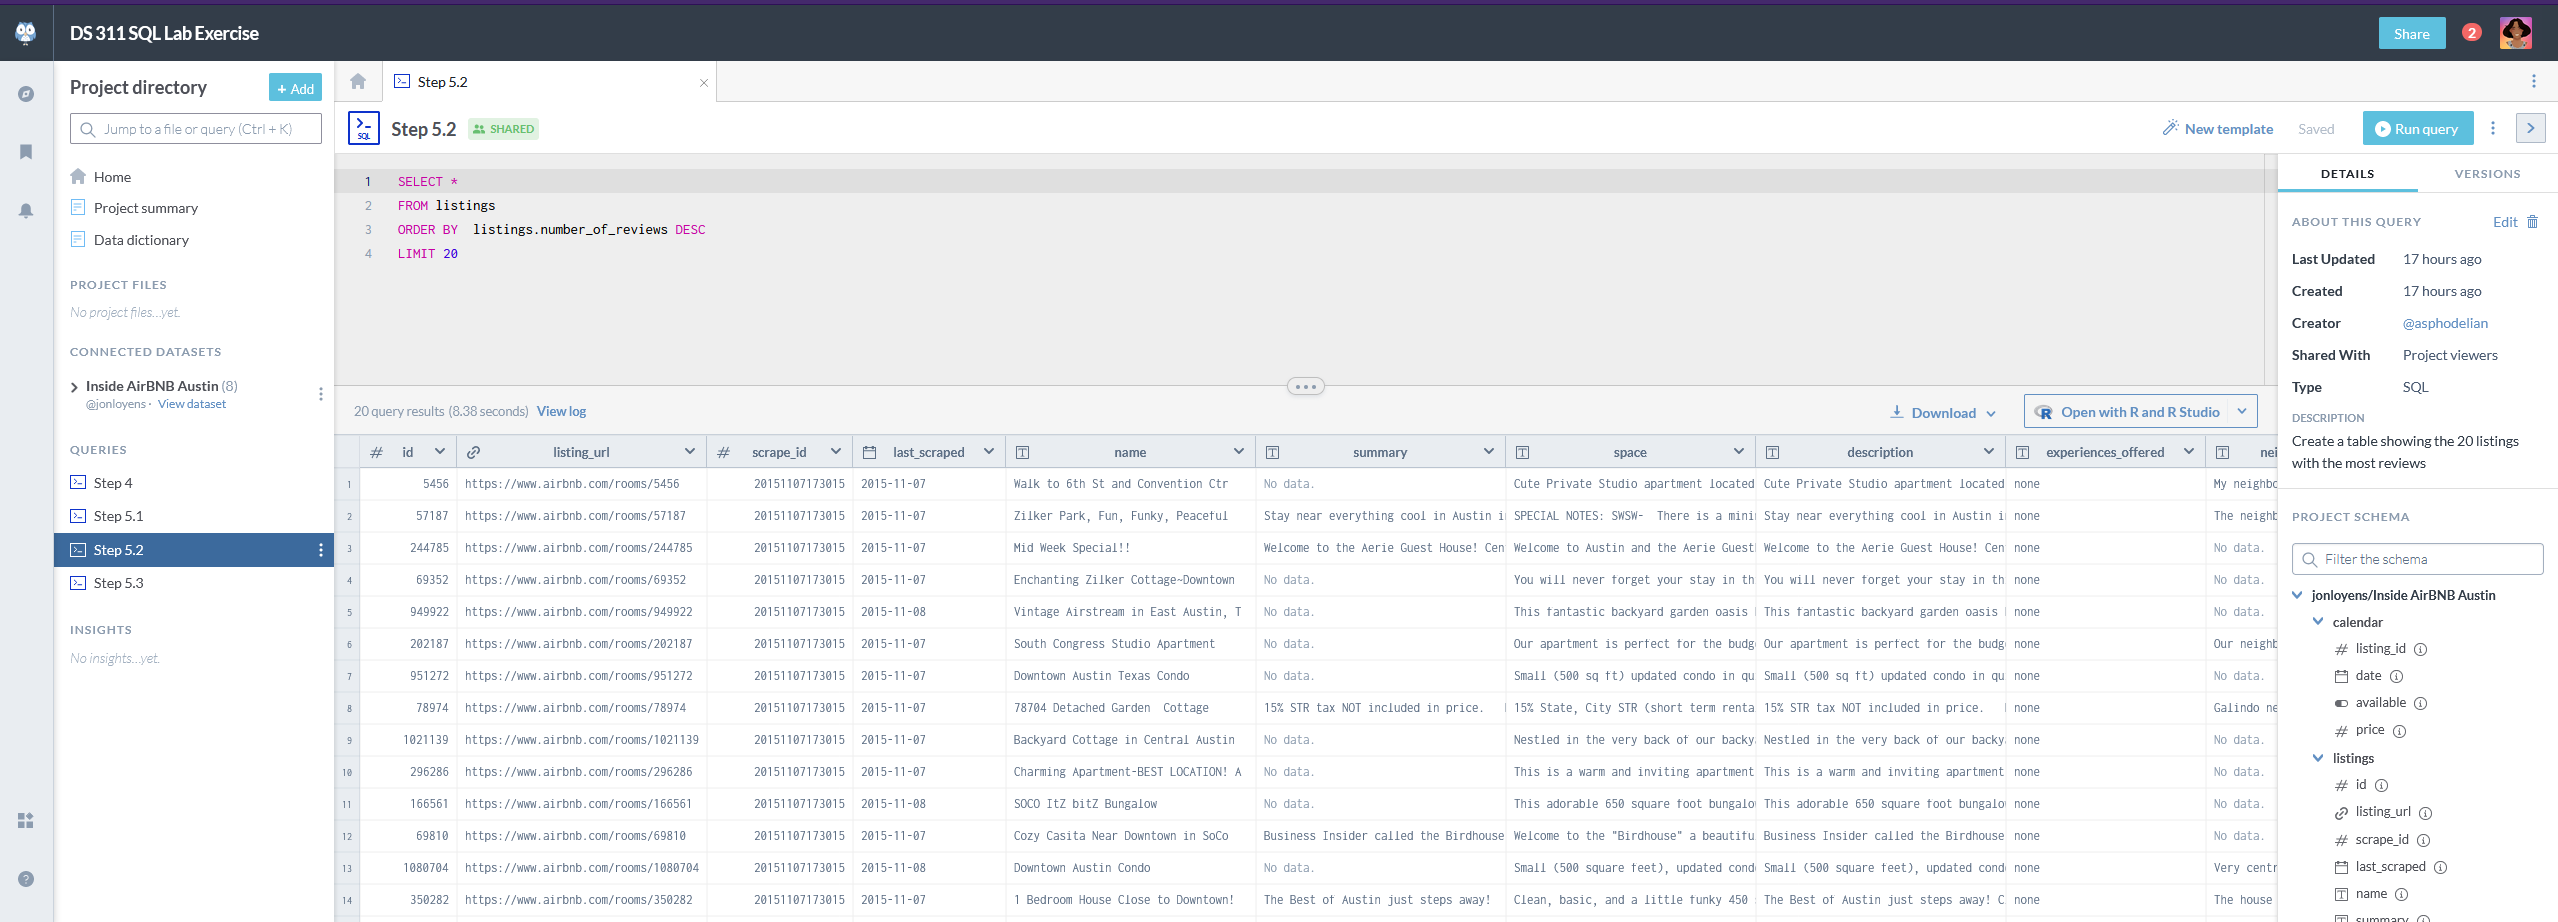 DS 311 SQL Lab Exercise
Share
2
Project directory
+ Add
Jump to a file or query (Ctrl + K)
Home
Project summary
Data dictionary
PROJECT FILES
No project files...yet.
CONNECTED DATASETS
Inside AirBNB Austin (8)
@jonloyens · View dataset
QUERIES
Step 4
Step 5.1
Step 5.2
Step 5.3
INSIGHTS
No insights...yet.
Step 5.2
SQL
Step 5.2
SHARED
New template
Saved
Run query
1 SELECT *
2 FROM listings
3 ORDER BY listings.number_of_reviews DESC
4 LIMIT 20
20 query results (8.38 seconds) View log
Download
Open with R and R Studio
id listing_url scrape_id last_scraped name summary space description experiences_offered nei
1 5456 https://www.airbnb.com/rooms/5456 20151107173015 2015-11-07 Walk to 6th St and Convention Ctr No data. Cute Private Studio apartment located Cute Private Studio apartment located none My neighbo
2 57187 https://www.airbnb.com/rooms/57187 20151107173015 2015-11-07 Zilker Park, Fun, Funky, Peaceful Stay near everything cool in Austin i SPECIAL NOTES: SWSW- There is a mini Stay near everything cool in Austin i none The neighb
3 244785 https://www.airbnb.com/rooms/244785 20151107173015 2015-11-07 Mid Week Special!! Welcome to the Aerie Guest House! Cen Welcome to Austin and the Aerie Guest Welcome to the Aerie Guest House! Cen none No data.
4 69352 https://www.airbnb.com/rooms/69352 20151107173015 2015-11-07 Enchanting Zilker Cottage~Downtown No data. You will never forget your stay in th You will never forget your stay in th none No data.
5 949922 https://www.airbnb.com/rooms/949922 20151107173015 2015-11-08 Vintage Airstream in East Austin, T No data. This fantastic backyard garden oasis This fantastic backyard garden oasis none No data.
6 202187 https://www.airbnb.com/rooms/202187 20151107173015 2015-11-07 South Congress Studio Apartment No data. Our apartment is perfect for the budg Our apartment is perfect for the budg none Our neighb
7 951272 https://www.airbnb.com/rooms/951272 20151107173015 2015-11-07 Downtown Austin Texas Condo No data. Small (500 sq ft) updated condo in qu Small (500 sq ft) updated condo in qu none No data.
8 78974 https://www.airbnb.com/rooms/78974 20151107173015 2015-11-07 78704 Detached Garden Cottage 15% STR tax NOT included in price. 15% State, City STR (short term renta 15% STR tax NOT included in price. none Galindo ne
9 1021139 https://www.airbnb.com/rooms/1021139 20151107173015 2015-11-07 Backyard Cottage in Central Austin No data. Nestled in the very back of our backy Nestled in the very back of our backy none No data.
10 296286 https://www.airbnb.com/rooms/296286 20151107173015 2015-11-07 Charming Apartment-BEST LOCATION! A No data. This is a warm and inviting apartment This is a warm and inviting apartment none No data.
11 166561 https://www.airbnb.com/rooms/166561 20151107173015 2015-11-08 SOCO ItZ bitZ Bungalow No data. This adorable 650 square foot bungalo This adorable 650 square foot bungalo none No data.
12 69810 https://www.airbnb.com/rooms/69810 20151107173015 2015-11-07 Cozy Casita Near Downtown in SoCo Business Insider called the Birdhouse Welcome to the "Birdhouse" a beautifu Business Insider called the Birdhouse none No data.
13 1080704 https://www.airbnb.com/rooms/1080704 20151107173015 2015-11-08 Downtown Austin Condo No data. Small (500 square feet), updated cond Small (500 square feet), updated cond none Very centr
14 350282 https://www.airbnb.com/rooms/350282 20151107173015 2015-11-07 1 Bedroom House Close to Downtown! The Best of Austin just steps away! Clean, basic, and a little funky 450 The Best of Austin just steps away! C none The house
DETAILS VERSIONS
ABOUT THIS QUERY Edit
Last Updated 17 hours ago
Created 17 hours ago
Creator @asphodelian
Shared With Project viewers
Type SQL
DESCRIPTION
Create a table showing the 20 listings
with the most reviews
PROJECT SCHEMA
Filter the schema
jonloyens/Inside AirBNB Austin
calendar
listing_id
date
available
price
listings
id
listing_url
scrape_id
last_scraped
name
summary